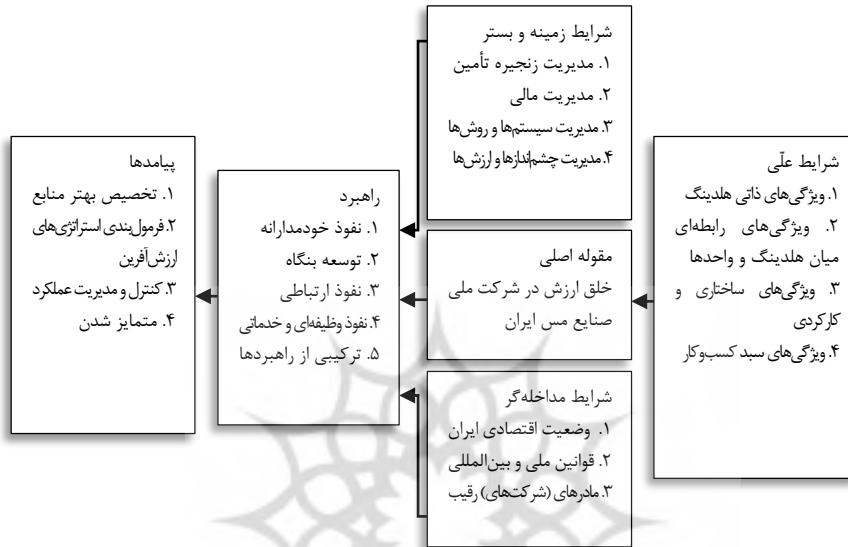 شرایط علّی
۱. ویژگی‌های ذاتی هلدینگ
۲. ویژگی‌های رابطه‌ای
میان هلدینگ و واحدها
۳. ویژگی‌های ساختاری و
کارکردی
۴. ویژگی‌های سبد کسب‌وکار
شرایط زمینه و بستر
۱. مدیریت زنجیره تأمین
۲. مدیریت مالی
۳. مدیریت سیستم‌ها و روش‌ها
۴. مدیریت چشم‌اندازها و ارزش‌ها
مقوله اصلی
خلق ارزش در شرکت ملی
صنایع مس ایران
شرایط مداخله‌گر
۱. وضعیت اقتصادی ایران
۲. قوانین ملی و بین‌المللی
۳. مادرهای (شرکت‌های) رقیب
راهبرد
۱. نفوذ خودمدارانه
۲. توسعه بنگاه
۳. نفوذ ارتباطی
۴. نفوذ وظیفه‌ای و خدماتی
۵. ترکیبی از راهبردها
پیامدها
۱. تخصیص بهتر منابع
۲. فرمول‌بندی استراتژی‌های
ارزش‌آفرین
۳. کنترل و مدیریت عملکرد
۴. متمایز شدن